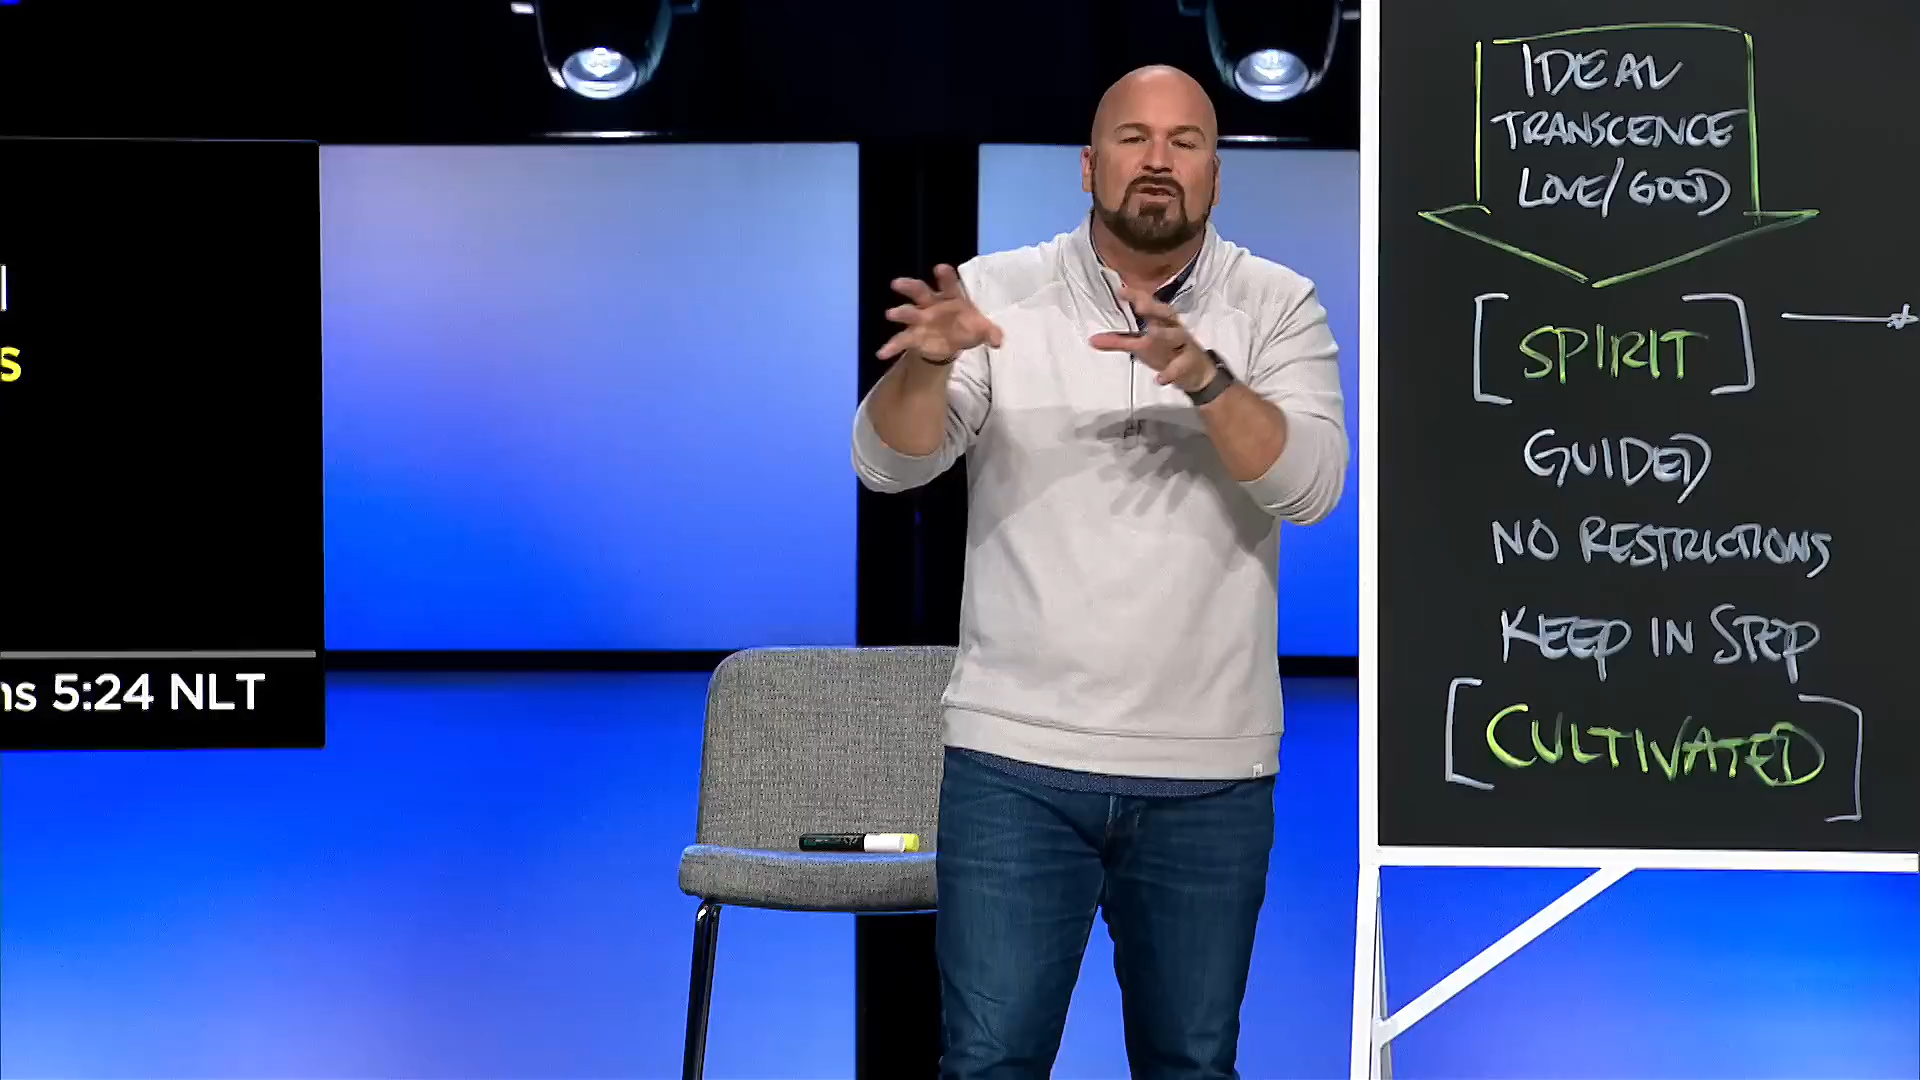 s
ns 5:24 NLT
IDEAL
TRANSCENCE
LOVE/GOOD
[SPIRIT]
GUIDED
NO RESTRICTIONS
KEEP IN STEP
[CULTIVATED]